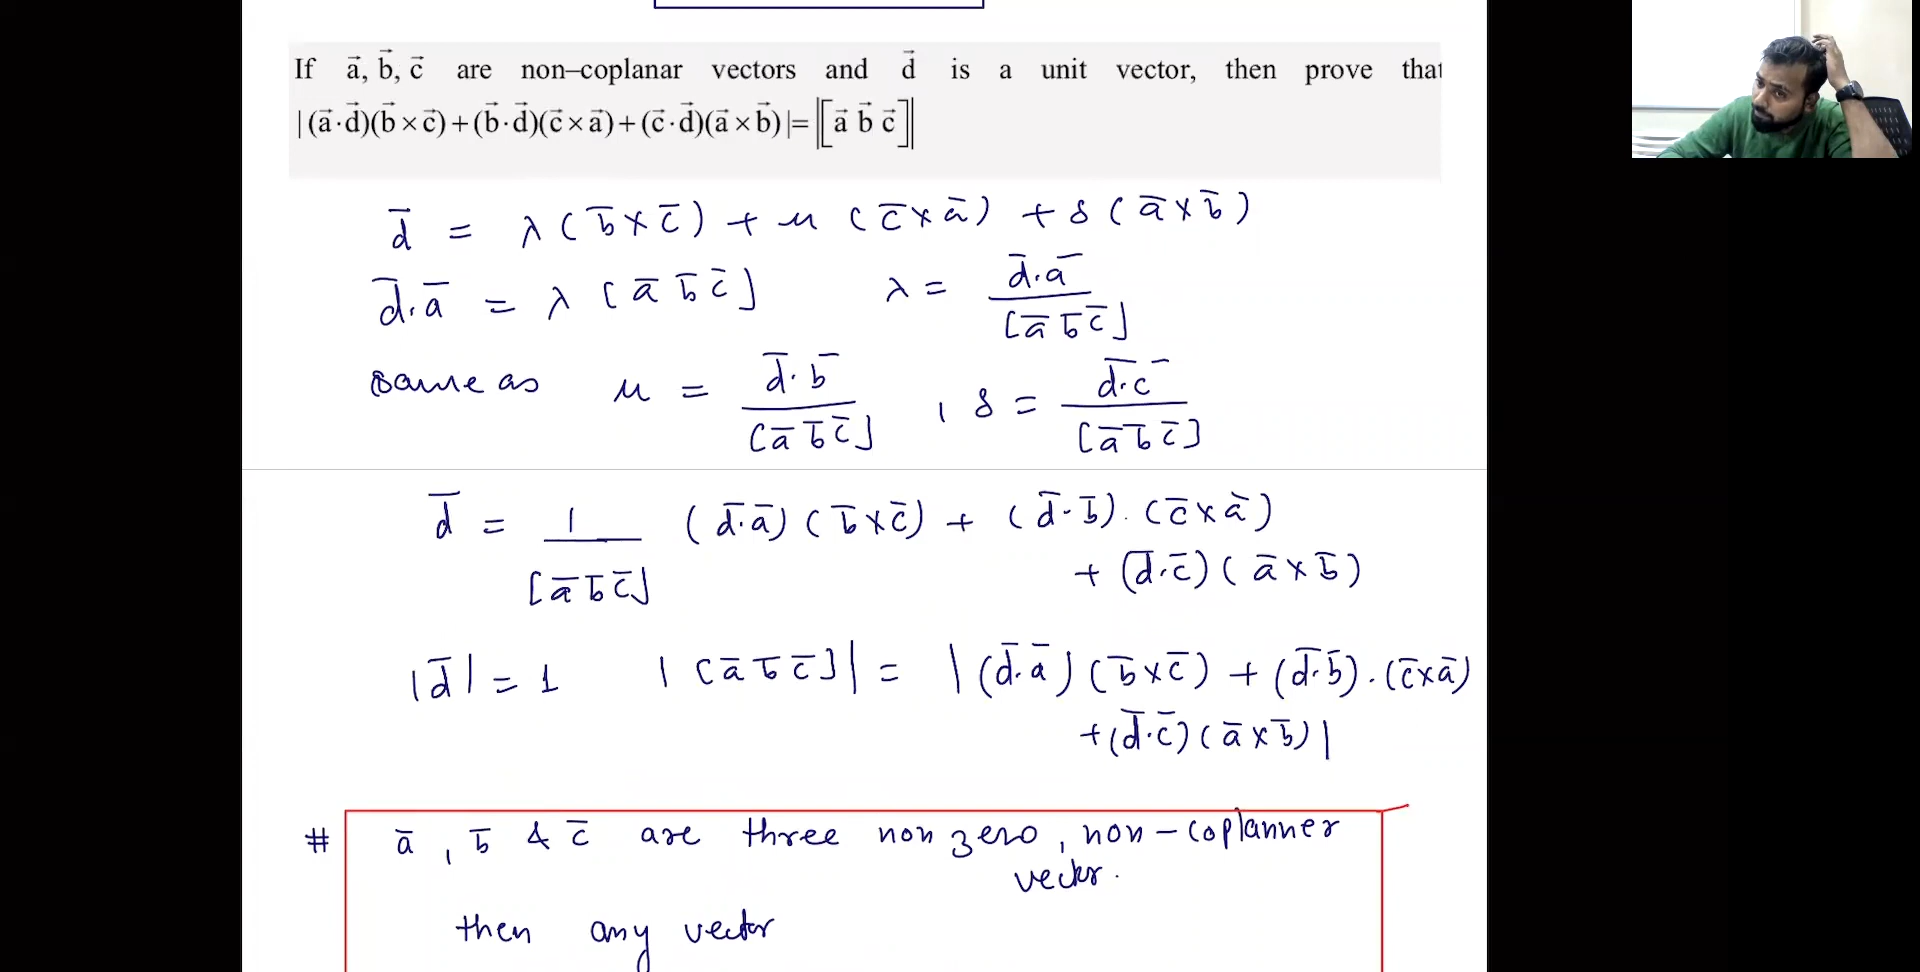 If a⃗, b⃗, c⃗ are non–coplanar vectors and d⃗ is a unit vector, then prove that
|(a⃗·d⃗)(b⃗×c⃗)+(b⃗·d⃗)(c⃗×a⃗)+(c⃗·d⃗)(a⃗×b⃗)|=|[a⃗ b⃗ c⃗]|
d̅ = λ(b̅×c̅) + μ(c̅×a̅) + δ(a̅×b̅)
d̅·a̅ = λ[a̅ b̅ c̅] λ = d̅·a̅ / [a̅ b̅ c̅]
same as μ = d̅·b̅ / [a̅ b̅ c̅] , δ = d̅·c̅ / [a̅ b̅ c̅]
d̅ = 1 / [a̅ b̅ c̅] (d̅·a̅)(b̅×c̅) + (d̅·b̅)·(c̅×a̅)
+ (d̅·c̅)(a̅×b̅)
|d̅| = 1 |[a̅ b̅ c̅]| = |(d̅·a̅)(b̅×c̅) + (d̅·b̅)·(c̅×a̅)
+(d̅·c̅)(a̅×b̅)|
# a̅, b̅ & c̅ are three non zero, non-coplanner
vector.
then any vector